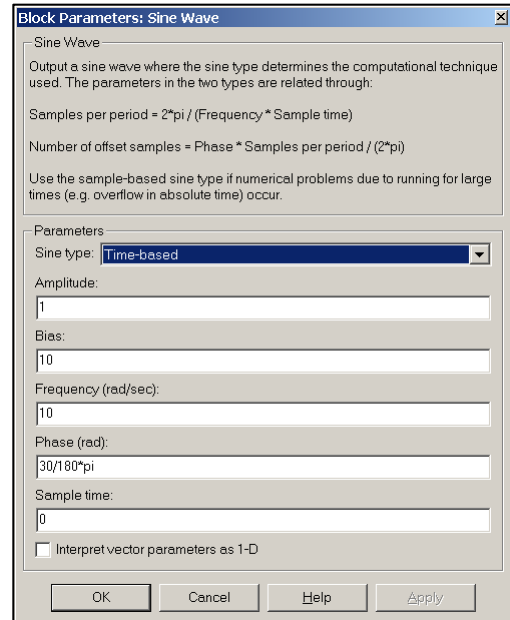 Block Parameters: Sine Wave
Sine Wave
Output a sine wave where the sine type determines the computational technique
used. The parameters in the two types are related through:
Samples per period = 2*pi / (Frequency * Sample time)
Number of offset samples = Phase * Samples per period / (2*pi)
Use the sample-based sine type if numerical problems due to running for large
times (e.g. overflow in absolute time) occur.
Parameters
Sine type: Time-based
Amplitude:
1
Bias:
10
Frequency (rad/sec):
10
Phase (rad):
30/180*pi
Sample time:
0
Interpret vector parameters as 1-D
OK Cancel Help Apply